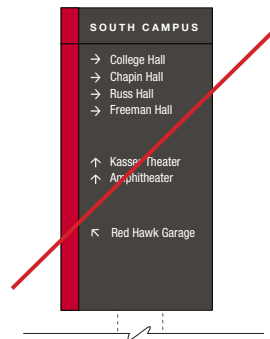 SOUTH CAMPUS
→ College Hall
→ Chapin Hall
→ Russ Hall
→ Freeman Hall
↑ Kasser Theater
↑ Amphitheater
↖ Red Hawk Garage